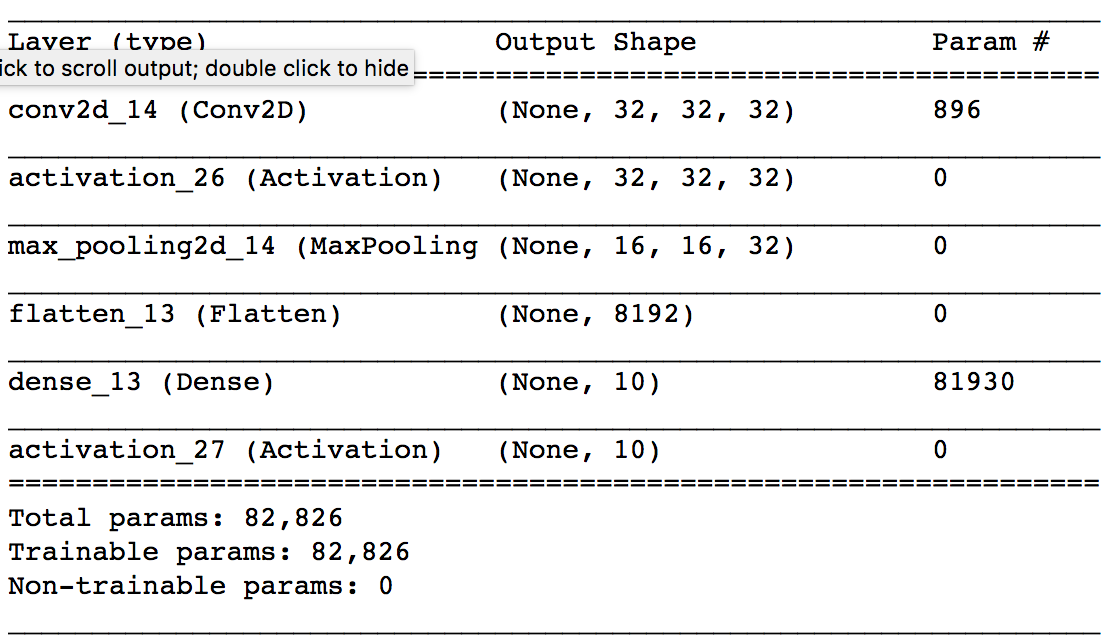 Layer (type) Output Shape Param #
ick to scroll output; double click to hide
conv2d_14 (Conv2D) (None, 32, 32, 32) 896
activation_26 (Activation) (None, 32, 32, 32) 0
max_pooling2d_14 (MaxPooling (None, 16, 16, 32) 0
flatten_13 (Flatten) (None, 8192) 0
dense_13 (Dense) (None, 10) 81930
activation_27 (Activation) (None, 10) 0
Total params: 82,826
Trainable params: 82,826
Non-trainable params: 0